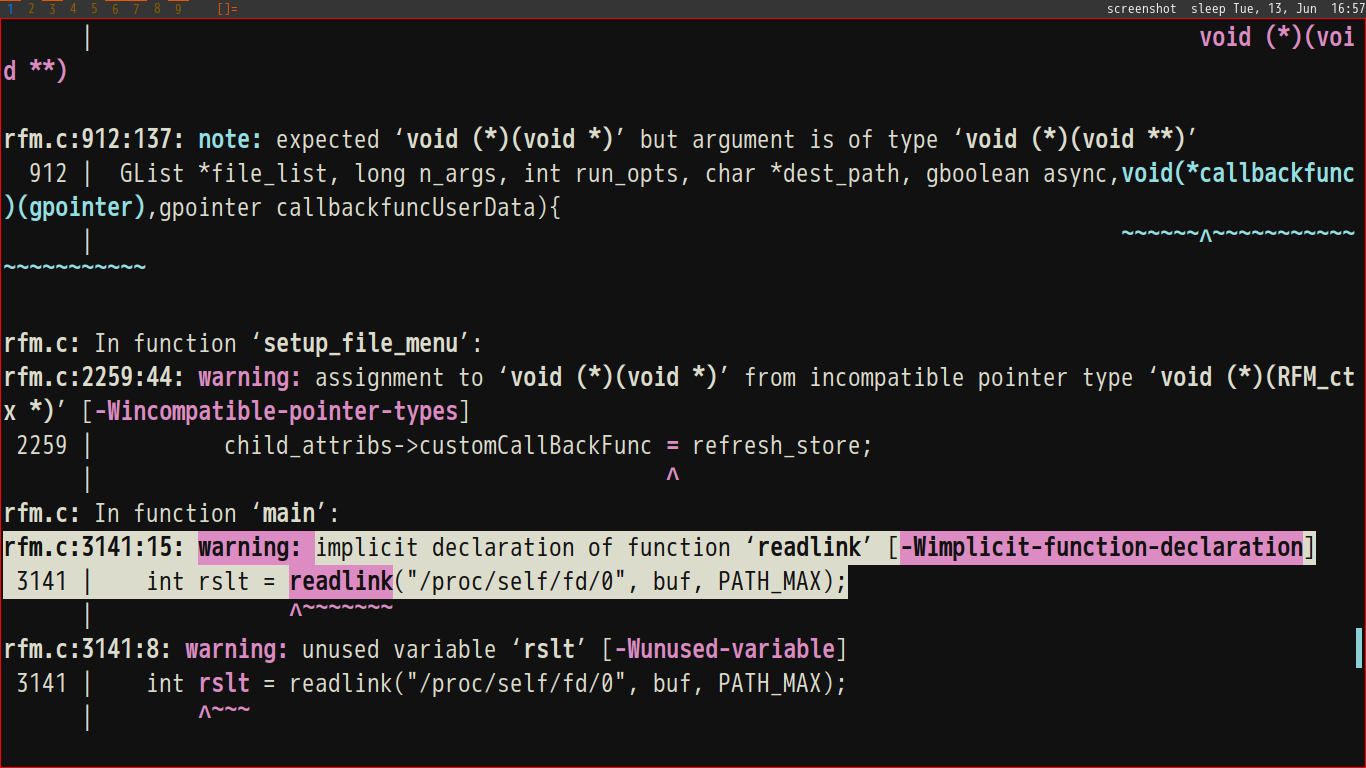 1 2 3 4 5 6 7 8 9 []= screenshot sleep Tue, 13, Jun 16:57
| void (*)(voi
d **)
rfm.c:912:137: note: expected ‘void (*)(void *)’ but argument is of type ‘void (*)(void **)’
912 | GList *file_list, long n_args, int run_opts, char *dest_path, gboolean async,void(*callbackfunc
)(gpointer),gpointer callbackfuncUserData){
| ~~~~~~^~~~~~~~~~~~
~~~~~~~~~~~
rfm.c: In function ‘setup_file_menu’:
rfm.c:2259:44: warning: assignment to ‘void (*)(void *)’ from incompatible pointer type ‘void (*)(RFM_ct
x *)’ [-Wincompatible-pointer-types]
2259 | child_attribs->customCallBackFunc = refresh_store;
| ^
rfm.c: In function ‘main’:
rfm.c:3141:15: warning: implicit declaration of function ‘readlink’ [-Wimplicit-function-declaration]
3141 | int rslt = readlink("/proc/self/fd/0", buf, PATH_MAX);
| ^~~~~~~~
rfm.c:3141:8: warning: unused variable ‘rslt’ [-Wunused-variable]
3141 | int rslt = readlink("/proc/self/fd/0", buf, PATH_MAX);
| ^~~~